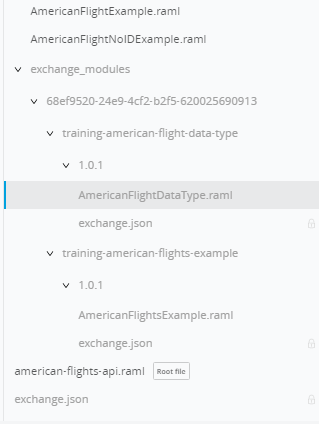 AmericanFlightExample.raml
AmericanFlightNoIDExample.raml
exchange_modules
68ef9520-24e9-4cf2-b2f5-620025690913
training-american-flight-data-type
1.0.1
AmericanFlightDataType.raml
exchange.json
training-american-flights-example
1.0.1
AmericanFlightsExample.raml
exchange.json
american-flights-api.raml Root file
exchange.json